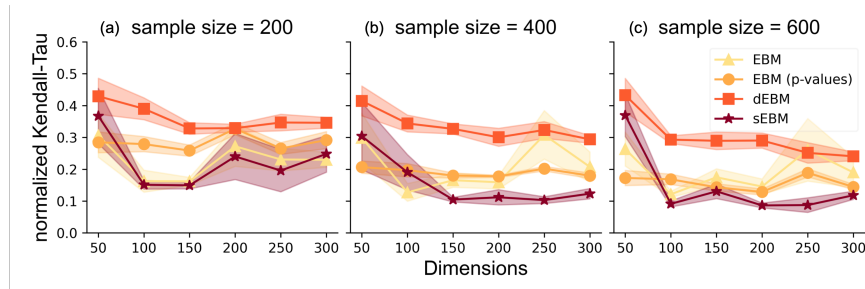 (a) sample size = 200
(b) sample size = 400
(c) sample size = 600
normalized Kendall-Tau
0.6
0.5
0.4
0.3
0.2
0.1
0.0
EBM
EBM (p-values)
dEBM
sEBM
50 100 150 200 250 300
50 100 150 200 250 300
50 100 150 200 250 300
Dimensions